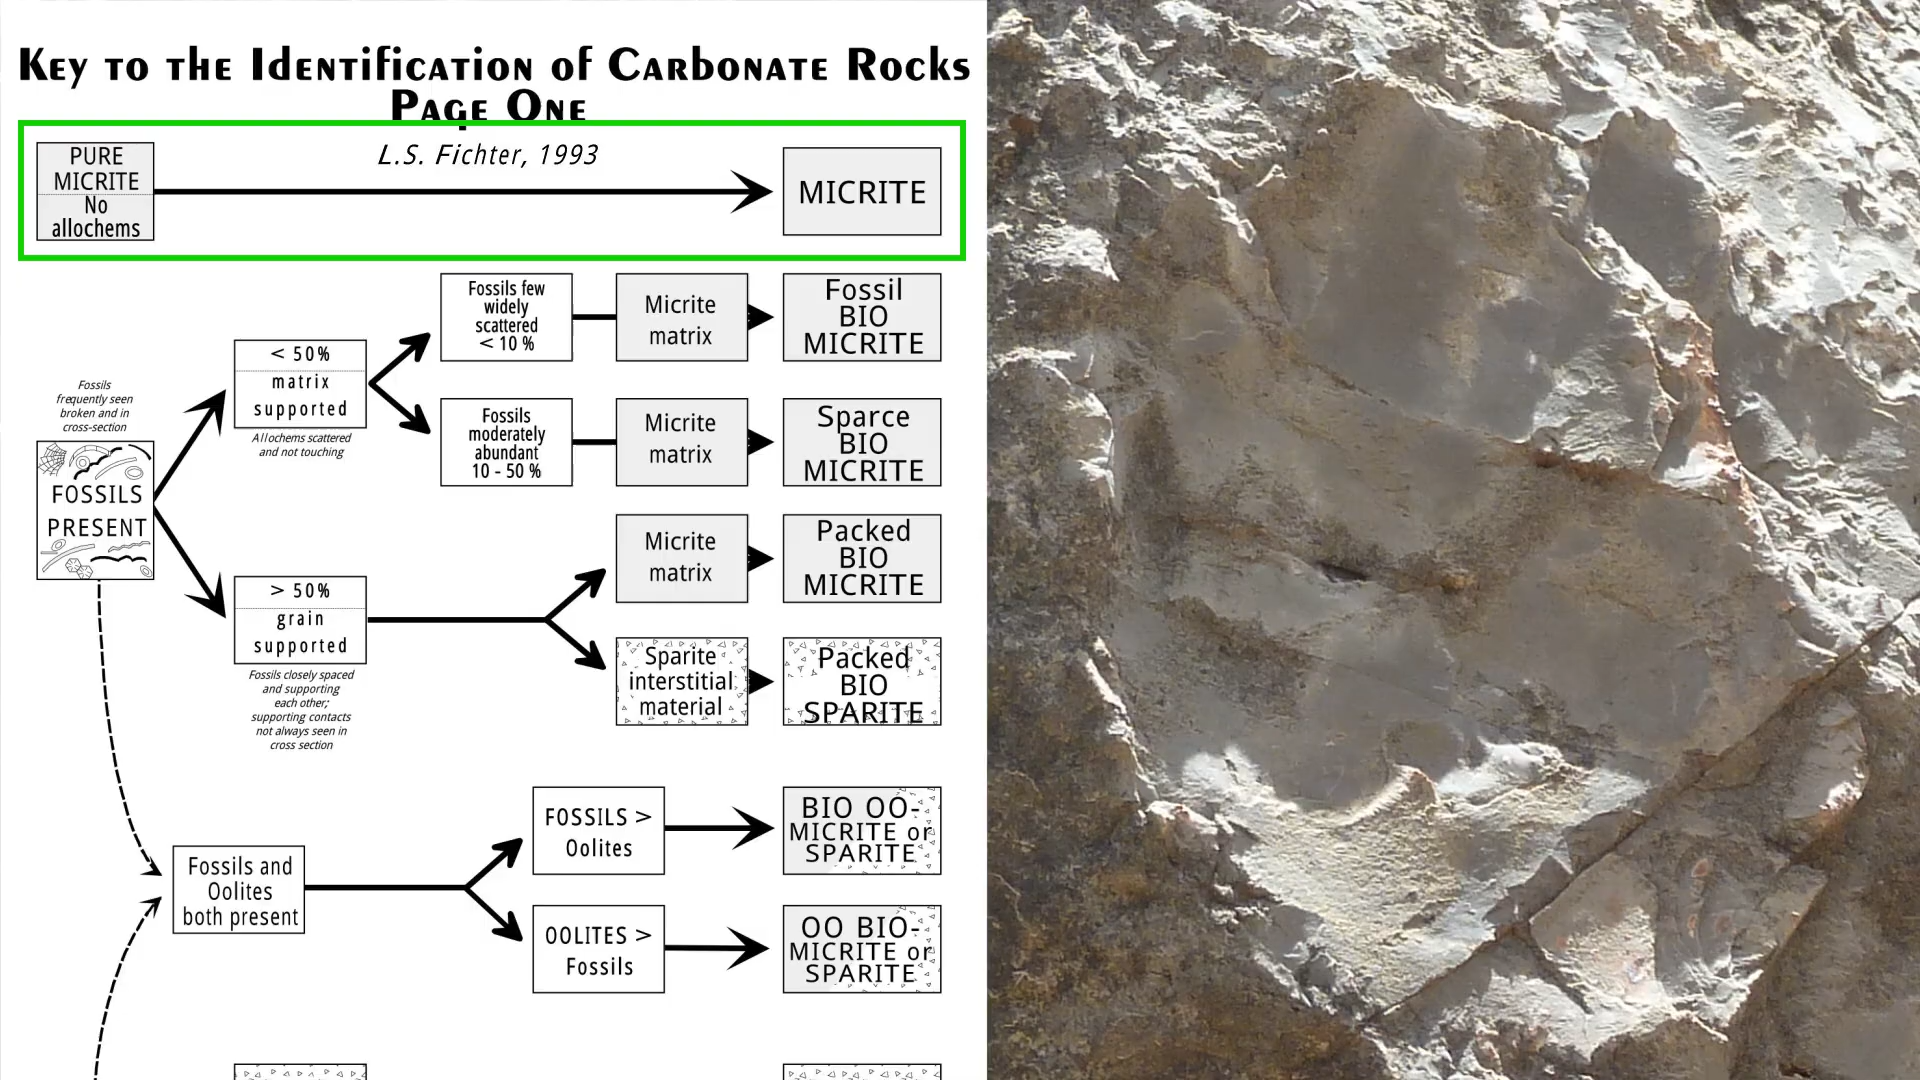 Key to the Identification of Carbonate Rocks
Page One
L.S. Fichter, 1993
PURE
MICRITE
No
allochems
MICRITE
Fossils few
widely
scattered
< 10 %
Micrite
matrix
Fossil
BIO
MICRITE
< 50%
matrix
supported
Allochems scattered
and not touching
Fossils
moderately
abundant
10 - 50 %
Micrite
matrix
Sparce
BIO
MICRITE
Fossils
frequently seen
broken and in
cross-section
FOSSILS
PRESENT
> 50%
grain
supported
Fossils closely spaced
and supporting
each other;
supporting contacts
not always seen in
cross section
Micrite
matrix
Packed
BIO
MICRITE
Sparite
interstitial
material
Packed
BIO
SPARITE
Fossils and
Oolites
both present
FOSSILS >
Oolites
BIO OO-
MICRITE or
SPARITE
OOLITES >
Fossils
OO BIO-
MICRITE or
SPARITE